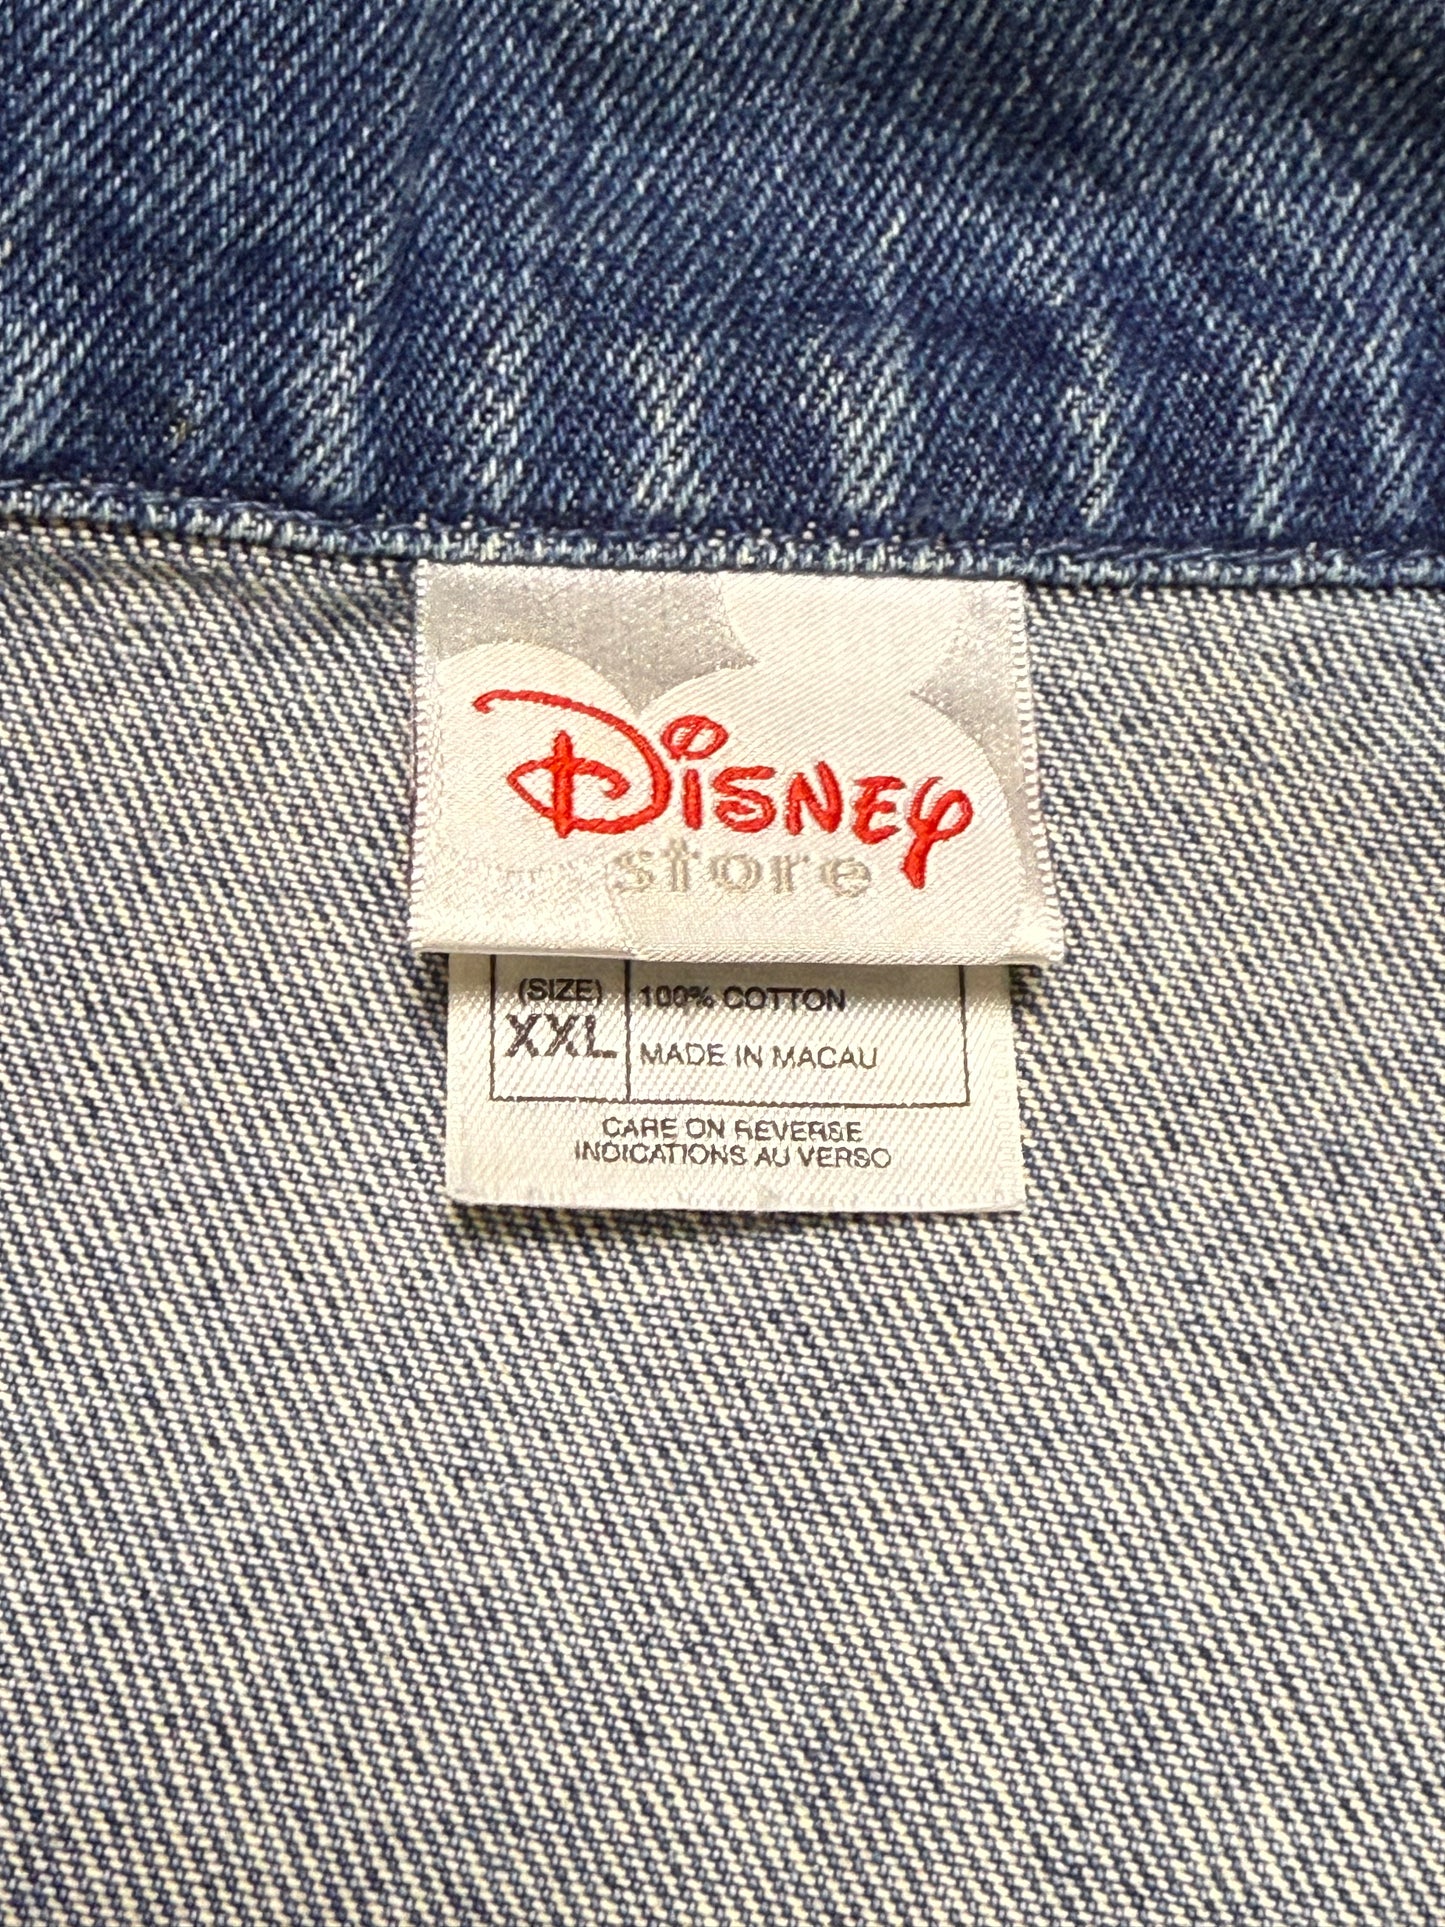 Disney
store
(SIZE)
XXL
100% COTTON
MADE IN MACAU
CARE ON REVERSE
INDICATIONS AU VERSO